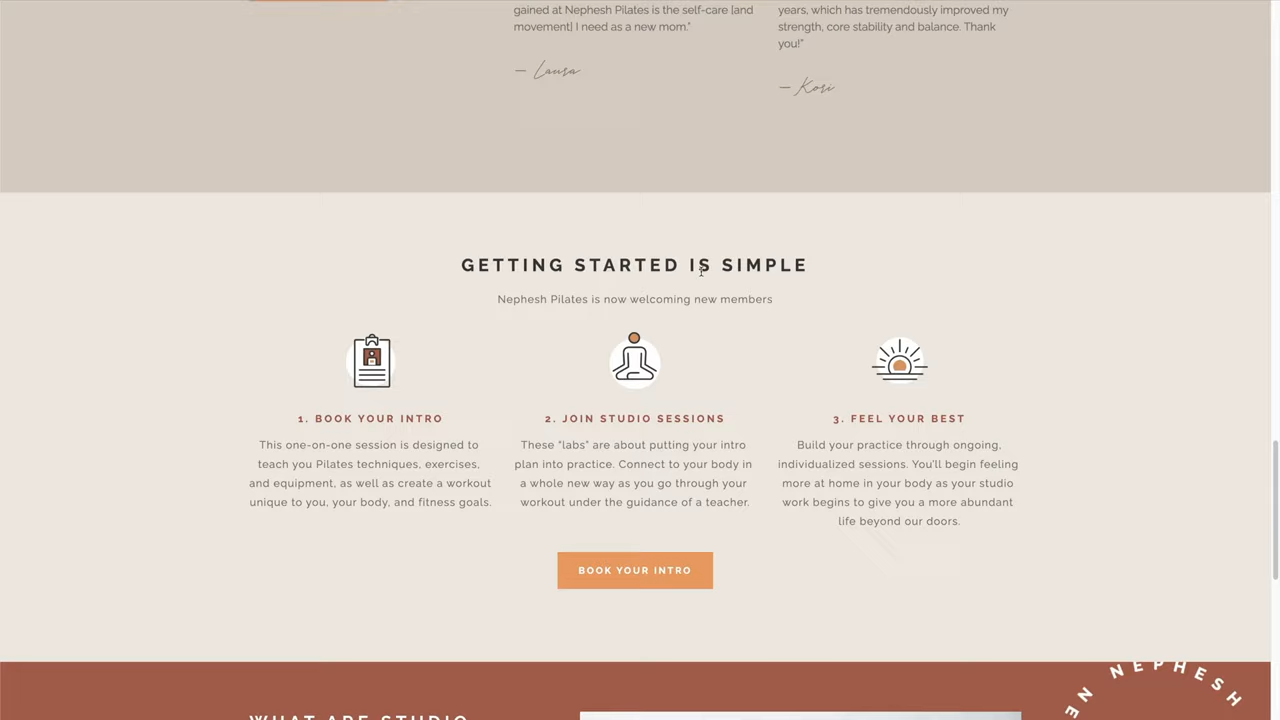 gained at Nephesh Pilates is the self-care [and
movement] I need as a new mom."
— Laura
years, which has tremendously improved my
strength, core stability and balance. Thank
you!"
— Kori
GETTING STARTED IS SIMPLE
Nephesh Pilates is now welcoming new members
1. BOOK YOUR INTRO
This one-on-one session is designed to
teach you Pilates techniques, exercises,
and equipment, as well as create a workout
unique to you, your body, and fitness goals.
2. JOIN STUDIO SESSIONS
These "labs" are about putting your intro
plan into practice. Connect to your body in
a whole new way as you go through your
workout under the guidance of a teacher.
3. FEEL YOUR BEST
Build your practice through ongoing,
individualized sessions. You'll begin feeling
more at home in your body as your studio
work begins to give you a more abundant
life beyond our doors.
BOOK YOUR INTRO
WHAT ARE STUDIO
NEPHESH
NE